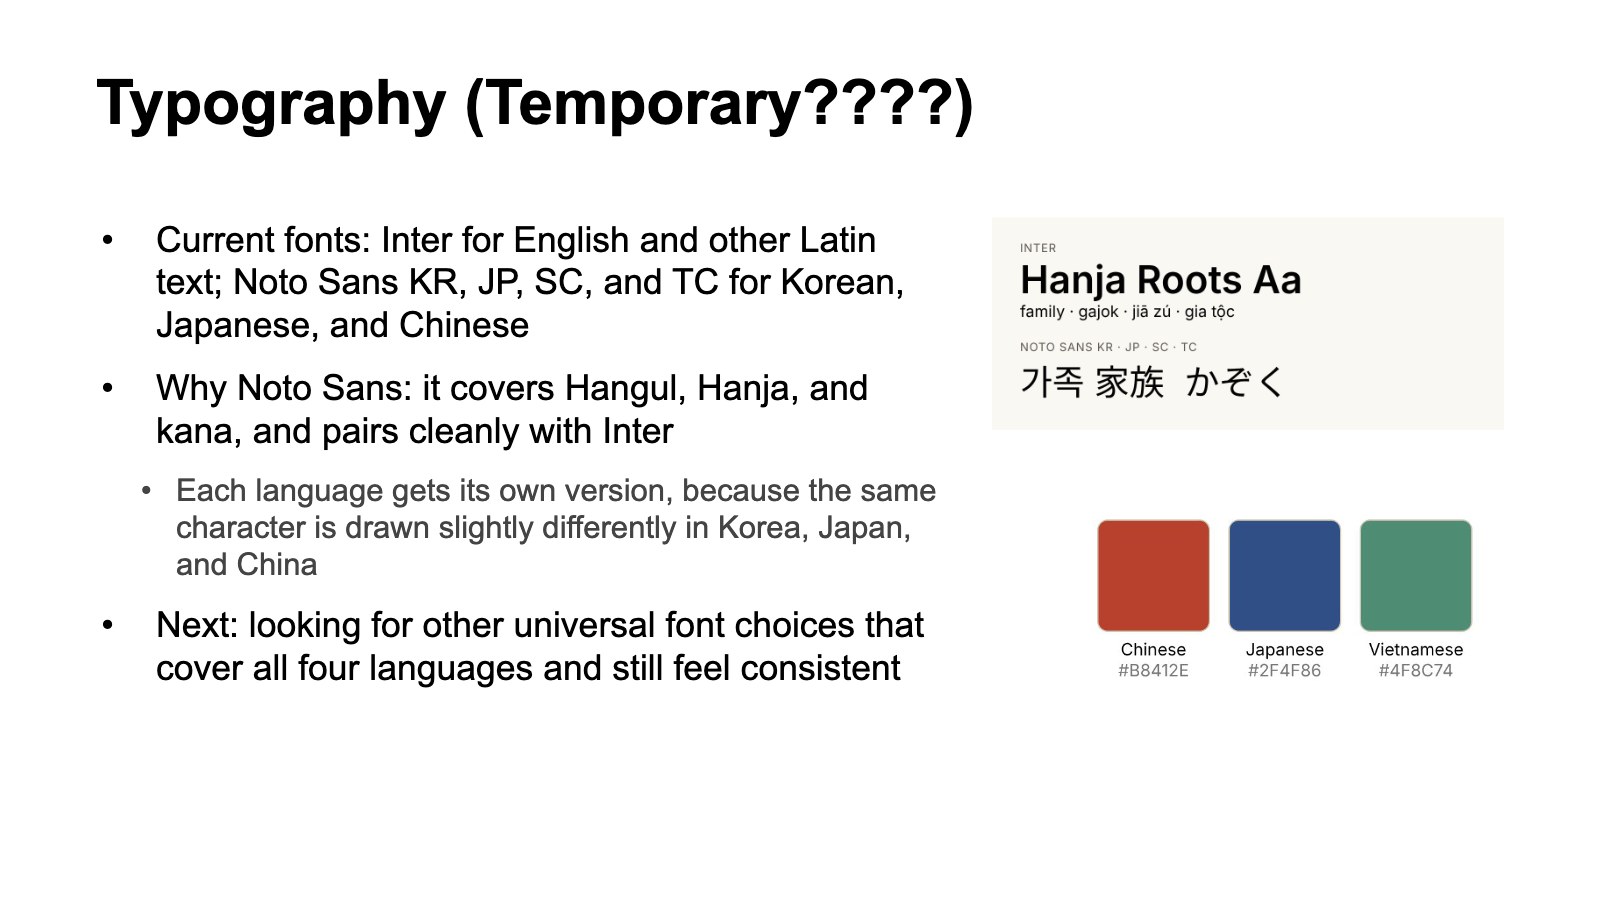 Typography (Temporary????)
• Current fonts: Inter for English and other Latin
text; Noto Sans KR, JP, SC, and TC for Korean,
Japanese, and Chinese
• Why Noto Sans: it covers Hangul, Hanja, and
kana, and pairs cleanly with Inter
• Each language gets its own version, because the same
character is drawn slightly differently in Korea, Japan,
and China
• Next: looking for other universal font choices that
cover all four languages and still feel consistent
INTER
Hanja Roots Aa
family · gajok · jiā zú · gia tộc
NOTO SANS KR · JP · SC · TC
가족 家族 かぞく
Chinese
#B8412E
Japanese
#2F4F86
Vietnamese
#4F8C74